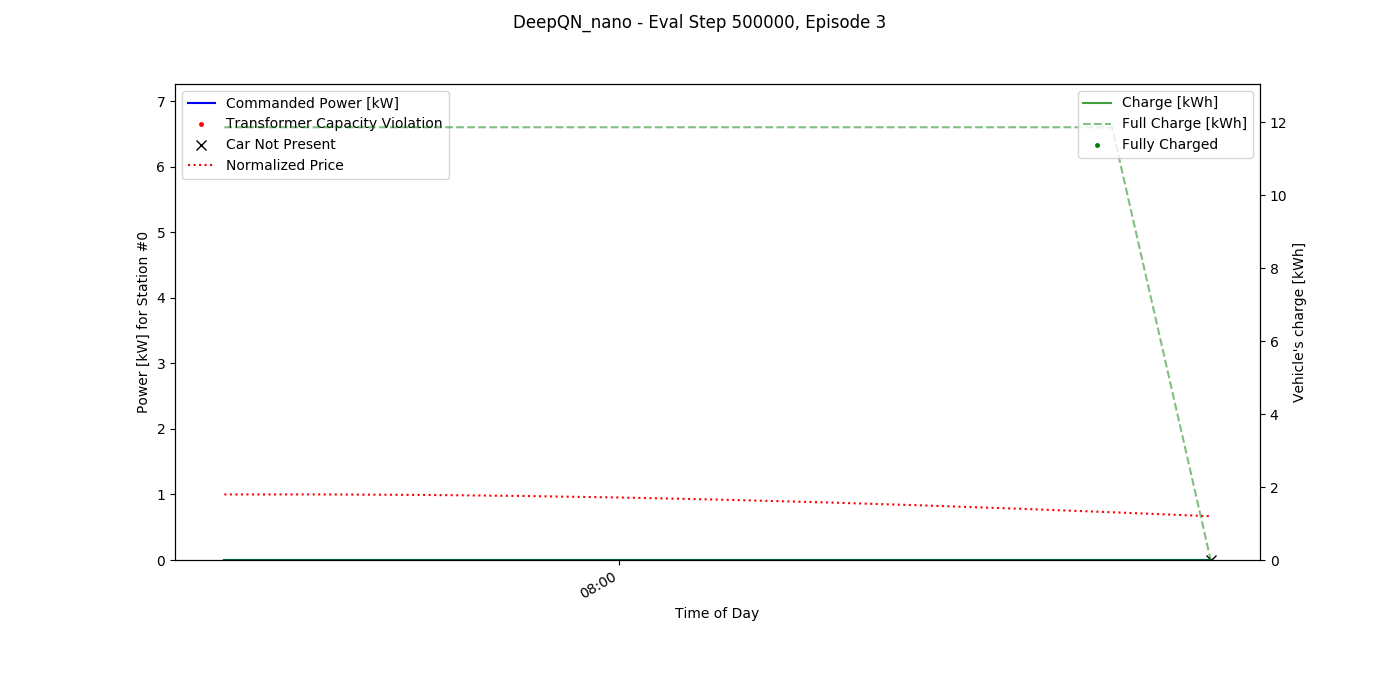 DeepQN_nano - Eval Step 500000, Episode 3
Commanded Power [kW]
Transformer Capacity Violation
Car Not Present
Normalized Price
Charge [kWh]
Full Charge [kWh]
Fully Charged
7
6
5
4
3
2
1
0
Power [kW] for Station #0
12
10
8
6
4
2
0
Vehicle's charge [kWh]
08:00
Time of Day